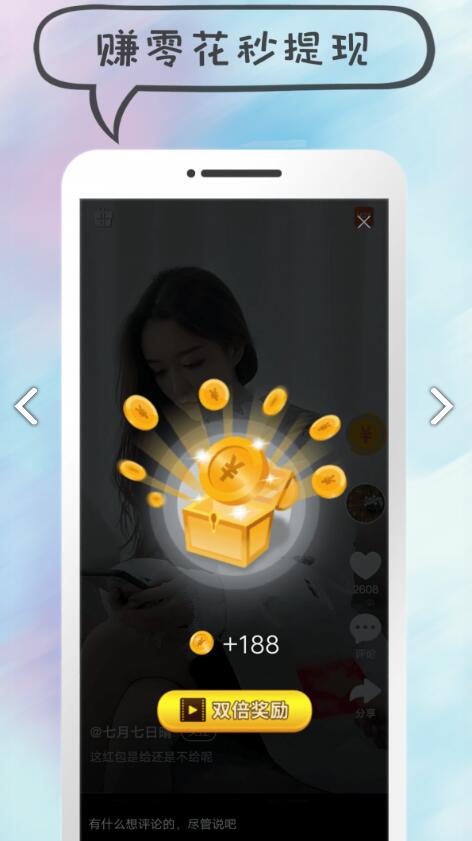 赚零花秒提现
2608
评论
+188
双倍奖励
分享
@七月七日晴
这红包是给还是不给呢
有什么想评论的，尽管说吧